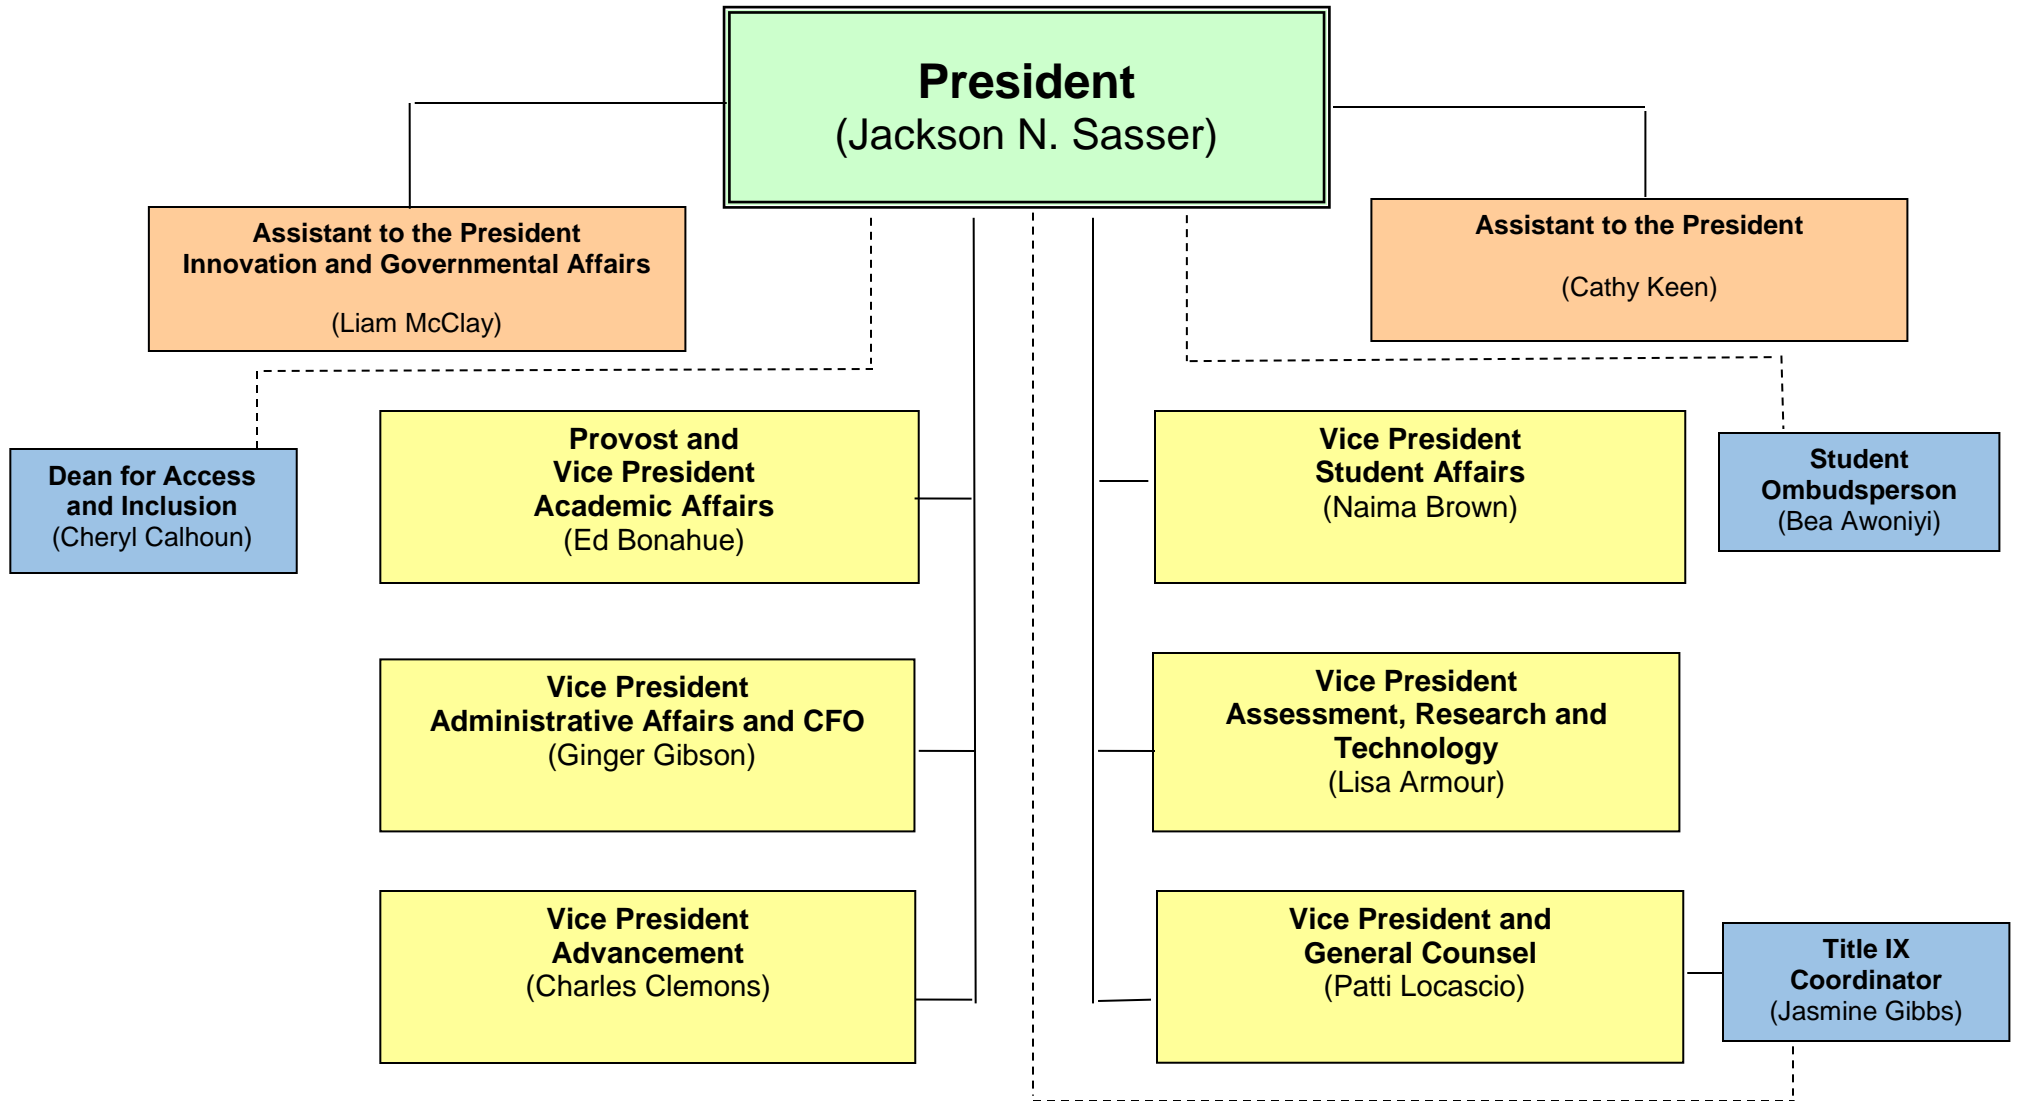 President
(Jackson N. Sasser)
Assistant to the President
Innovation and Governmental Affairs
(Liam McClay)
Assistant to the President
(Cathy Keen)
Dean for Access
and Inclusion
(Cheryl Calhoun)
Provost and
Vice President
Academic Affairs
(Ed Bonahue)
Vice President
Student Affairs
(Naima Brown)
Student
Ombudsperson
(Bea Awoniyi)
Vice President
Administrative Affairs and CFO
(Ginger Gibson)
Vice President
Assessment, Research and
Technology
(Lisa Armour)
Vice President
Advancement
(Charles Clemons)
Vice President and
General Counsel
(Patti Locascio)
Title IX
Coordinator
(Jasmine Gibbs)